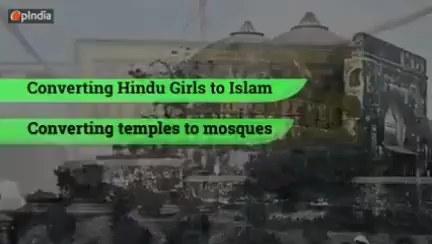 OpIndia
Converting Hindu Girls to Islam
Converting temples to mosques